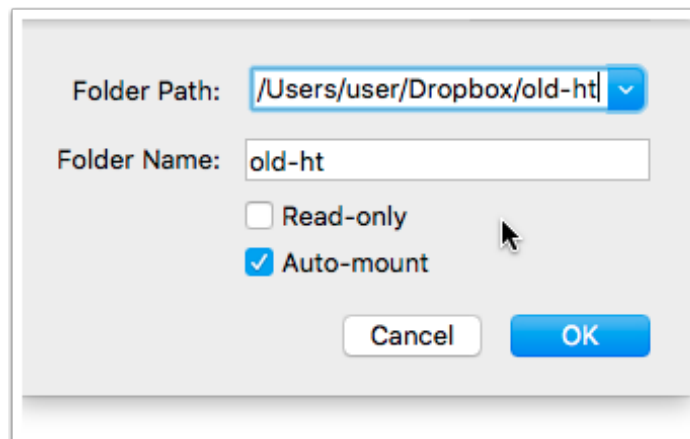 Folder Path: /Users/user/Dropbox/old-ht
Folder Name: old-ht
Read-only
Auto-mount
Cancel OK